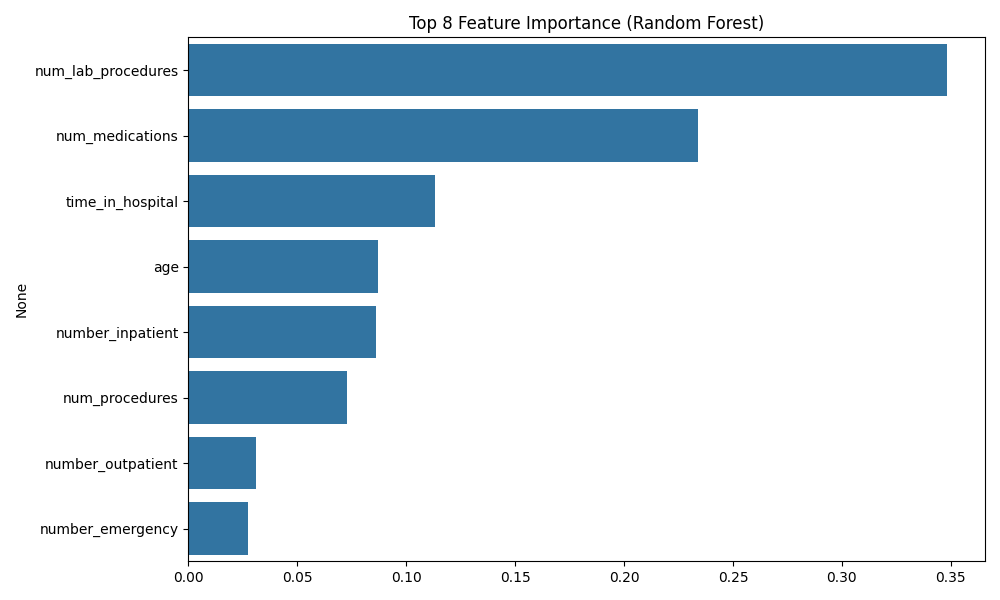 Top 8 Feature Importance (Random Forest)
None
num_lab_procedures
num_medications
time_in_hospital
age
number_inpatient
num_procedures
number_outpatient
number_emergency
0.00 0.05 0.10 0.15 0.20 0.25 0.30 0.35